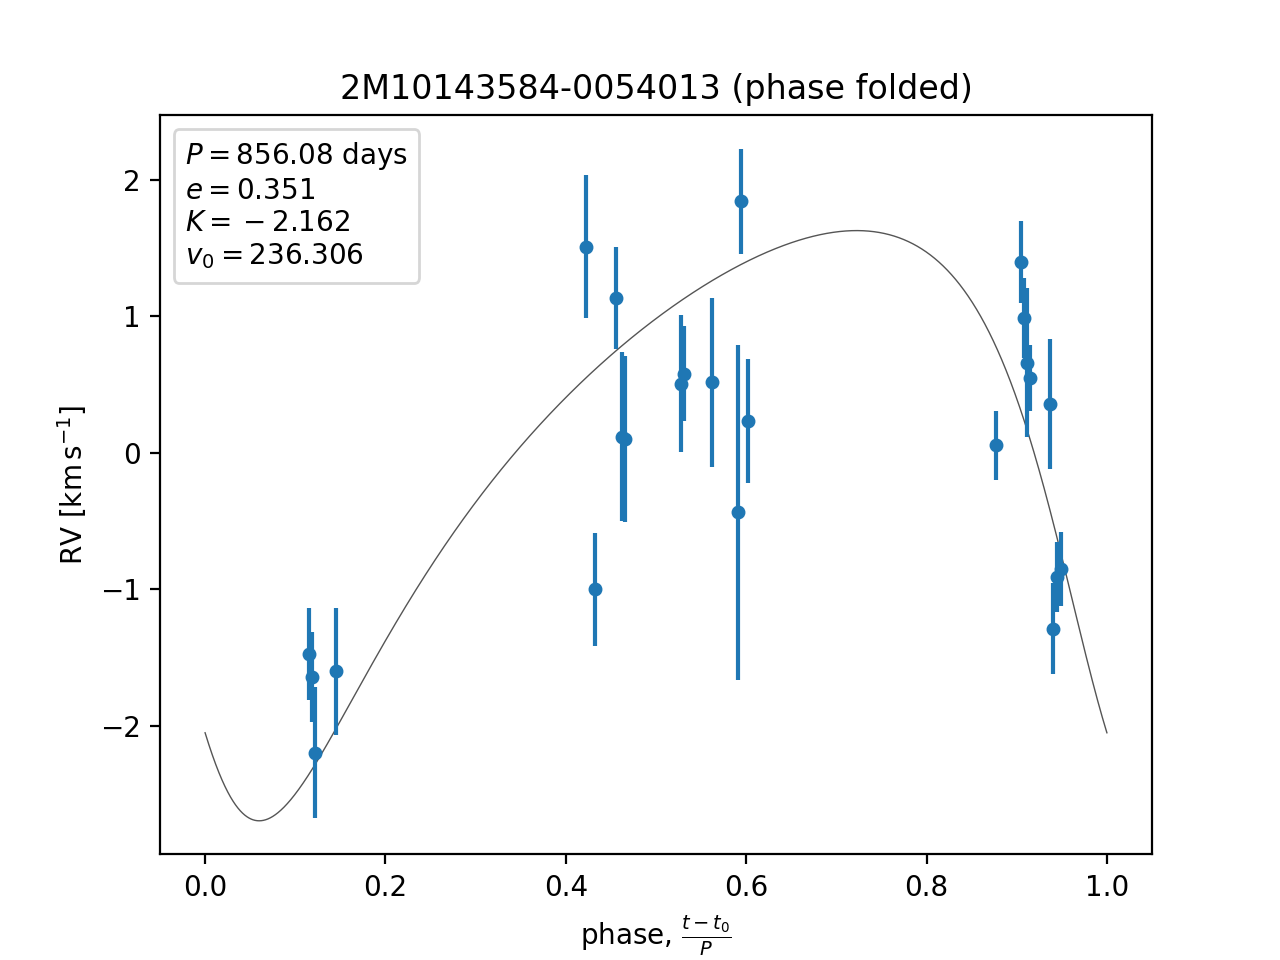 2M10143584-0054013 (phase folded)
P = 856.08 days
e = 0.351
K = −2.162
v₀ = 236.306
2
1
0
−1
−2
RV [km s⁻¹]
0.0 0.2 0.4 0.6 0.8 1.0
phase, (t − t₀)/P